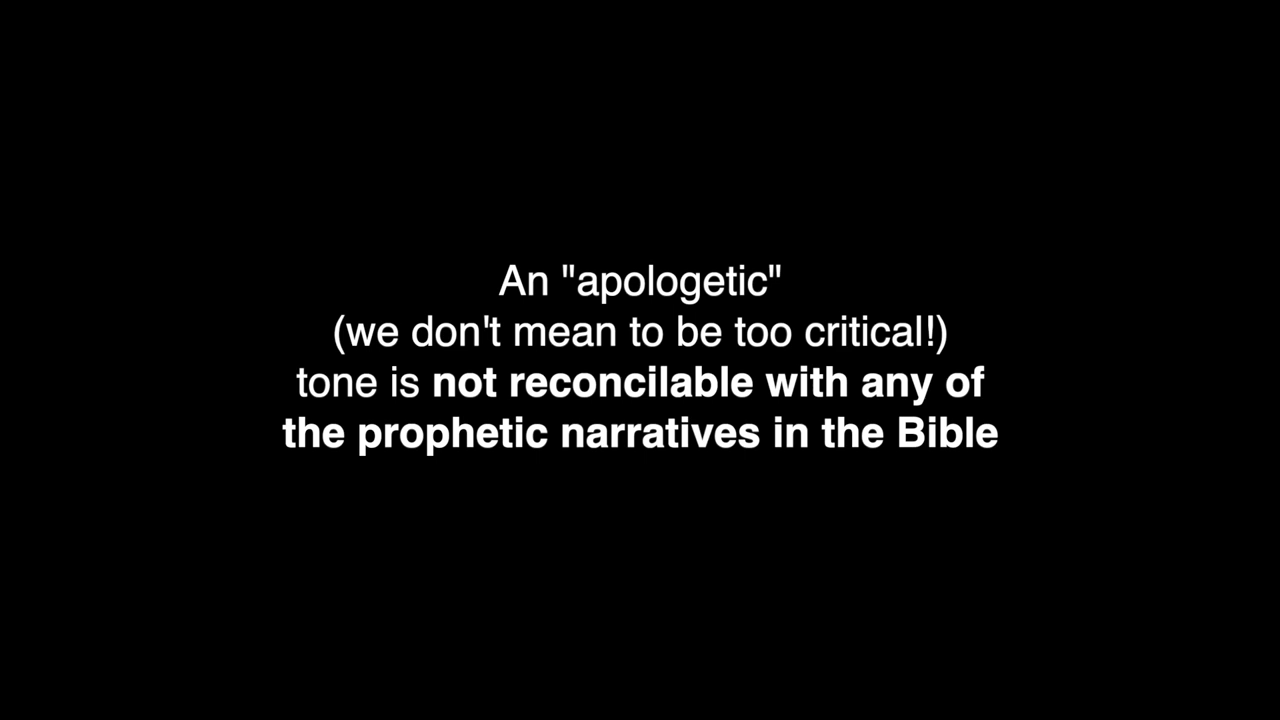 An "apologetic"
(we don't mean to be too critical!)
tone is not reconcilable with any of
the prophetic narratives in the Bible